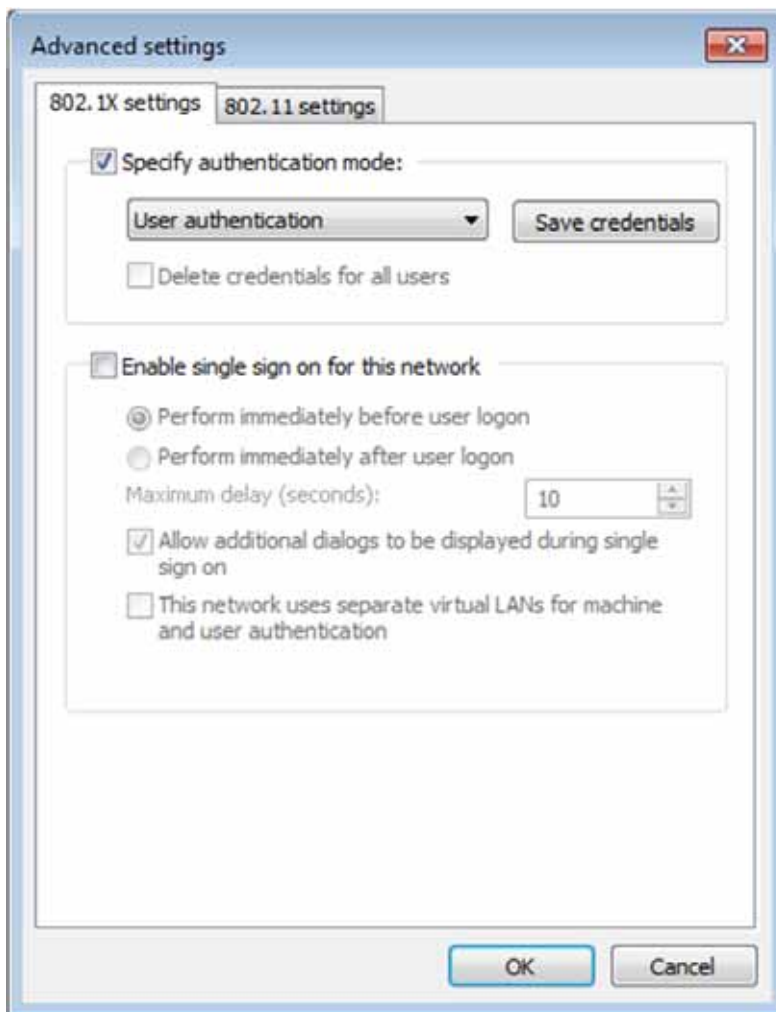 Advanced settings
802.1X settings
802.11 settings
Specify authentication mode:
User authentication
Save credentials
Delete credentials for all users
Enable single sign on for this network
Perform immediately before user logon
Perform immediately after user logon
Maximum delay (seconds):
10
Allow additional dialogs to be displayed during single
sign on
This network uses separate virtual LANs for machine
and user authentication
OK
Cancel